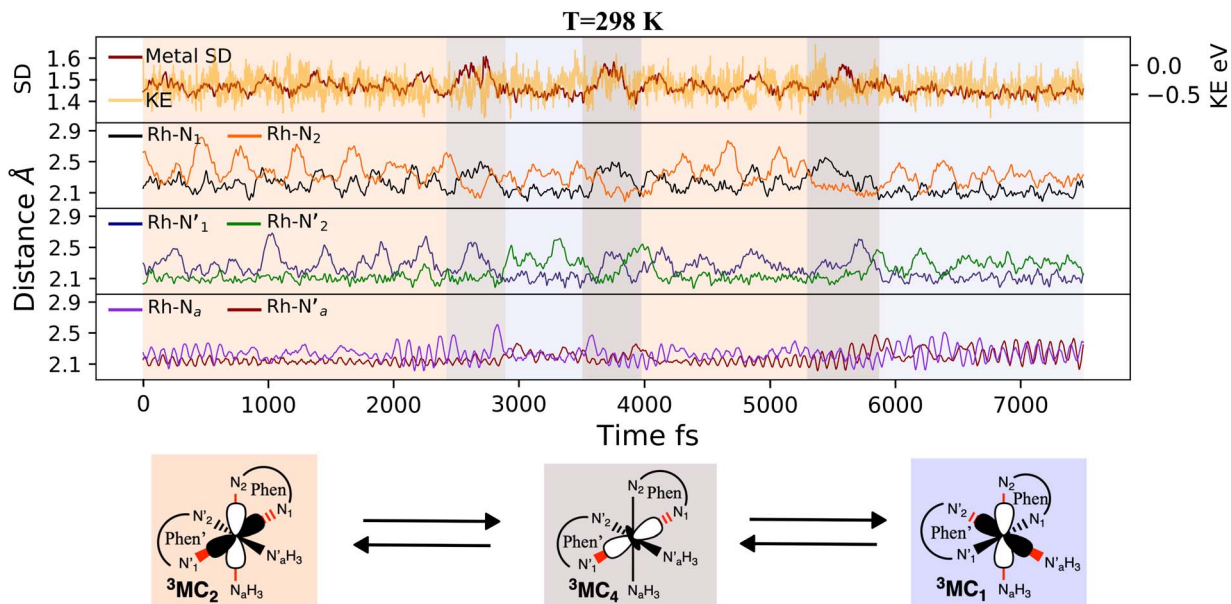 T=298 K
SD
1.6
1.5
1.4
Metal SD
KE
0.0
−0.5
KE eV
Distance Å
2.9
2.5
2.1
Rh-N₁ Rh-N₂
2.9
2.5
2.1
Rh-N'₁ Rh-N'₂
2.9
2.5
2.1
Rh-Nₐ Rh-N'ₐ
0 1000 2000 3000 4000 5000 6000 7000
Time fs
N₂
Phen
N₁
N'₂
Phen'
N'₁
N'ₐH₃
NₐH₃
³MC₂
N₂
Phen
N₁
N'₂
Phen'
N'₁
N'ₐH₃
NₐH₃
³MC₄
N₂
Phen
N₁
N'₂
Phen'
N'₁
N'ₐH₃
NₐH₃
³MC₁